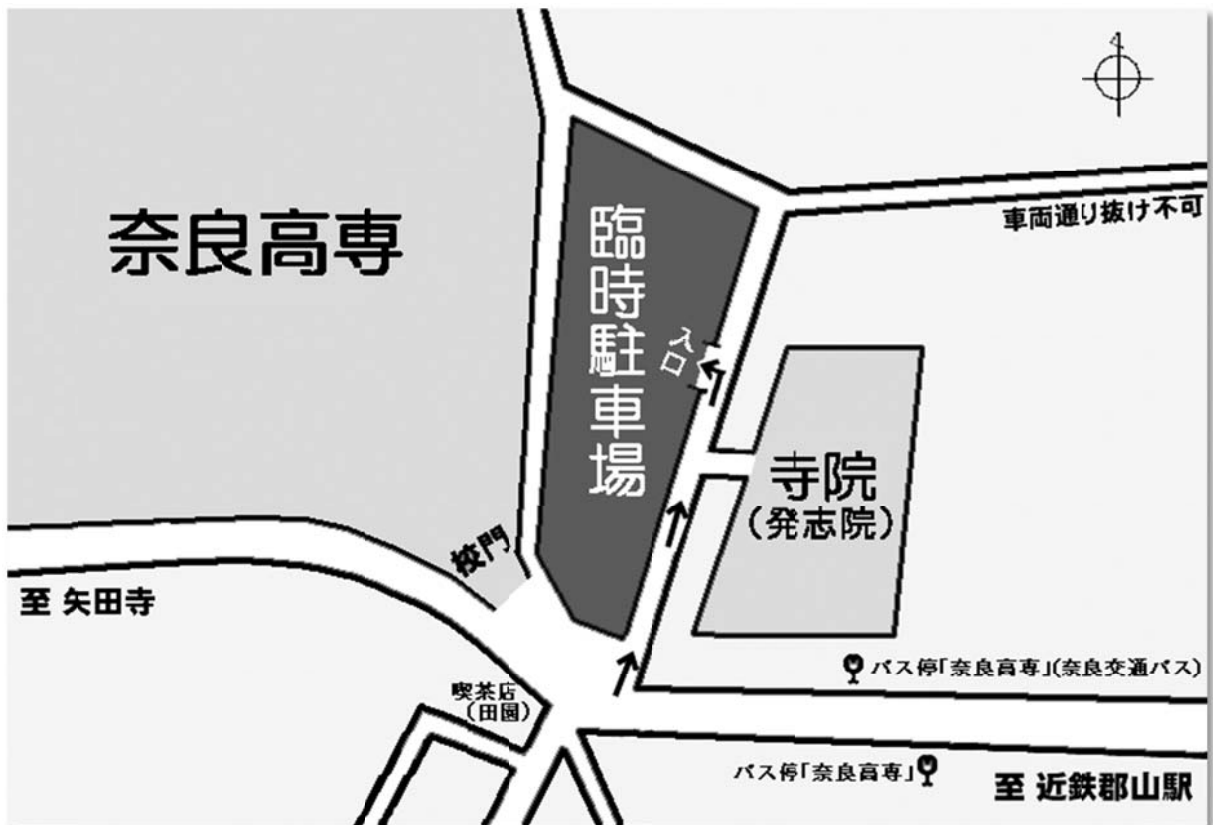 奈良高専
臨時駐車場
入口
車両通り抜け不可
寺院
(発志院)
校門
至 矢田寺
喫茶店
(田園)
バス停「奈良高専」(奈良交通バス)
バス停「奈良高専」
至 近鉄郡山駅